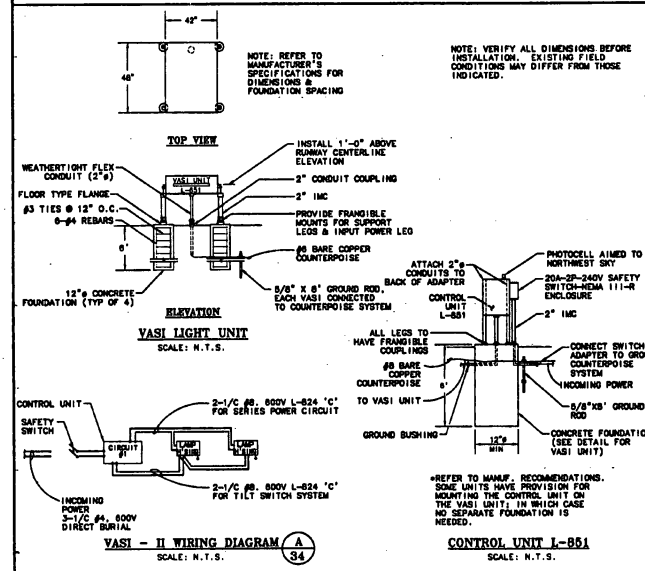 42"
46"
NOTE: REFER TO
MANUFACTURER'S
SPECIFICATIONS FOR
DIMENSIONS &
FOUNDATION SPACING
NOTE: VERIFY ALL DIMENSIONS BEFORE
INSTALLATION. EXISTING FIELD
CONDITIONS MAY DIFFER FROM THOSE
INDICATED.
TOP VIEW
WEATHERTIGHT FLEX
CONDUIT (2"ø)
FLOOR TYPE FLANGE
#3 TIES @ 12" O.C.
6-#4 REBARS
6'
12"ø CONCRETE
FOUNDATION (TYP OF 4)
VASI UNIT
L-851
INSTALL 1'-0" ABOVE
RUNWAY CENTERLINE
ELEVATION
2" CONDUIT COUPLING
2" IMC
PROVIDE FRANGIBLE
MOUNTS FOR SUPPORT
LEGS & INPUT POWER LEG
#6 BARE COPPER
COUNTERPOISE
5/8" X 8' GROUND ROD,
EACH VASI CONNECTED
TO COUNTERPOISE SYSTEM
ELEVATION
VASI LIGHT UNIT
SCALE: N.T.S.
ATTACH 2"ø
CONDUITS TO
BACK OF ADAPTER
CONTROL
UNIT
L-851
ALL LEGS TO
HAVE FRANGIBLE
COUPLINGS
#6 BARE
COPPER
COUNTERPOISE
6'
TO VASI UNIT
GROUND BUSHING
12"ø
MIN
PHOTOCELL AIMED TO
NORTHWEST SKY
20A-2P-240V SAFETY
SWITCH-NEMA III-R
ENCLOSURE
2" IMC
CONNECT SWITCH
ADAPTER TO GRO
COUNTERPOISE
SYSTEM
INCOMING POWER
5/8"X8' GROUND
ROD
CONCRETE FOUNDATIO
(SEE DETAIL FOR
VASI UNIT)
*REFER TO MANUF. RECOMMENDATIONS.
SOME UNITS HAVE PROVISION FOR
MOUNTING THE CONTROL UNIT ON
THE VASI UNIT; IN WHICH CASE
NO SEPARATE FOUNDATION IS
NEEDED.
CONTROL UNIT L-851
SCALE: N.T.S.
CONTROL UNIT
SAFETY
SWITCH
CIRCUIT
#1
2-1/C #8, 600V L-824 'C'
FOR SERIES POWER CIRCUIT
LAMP
H'SING
LAMP
H'SING
2-1/C #8, 600V L-824 'C'
FOR TILT SWITCH SYSTEM
INCOMING
POWER
3-1/C #4, 600V
DIRECT BURIAL
VASI - II WIRING DIAGRAM
A
34
SCALE: N.T.S.